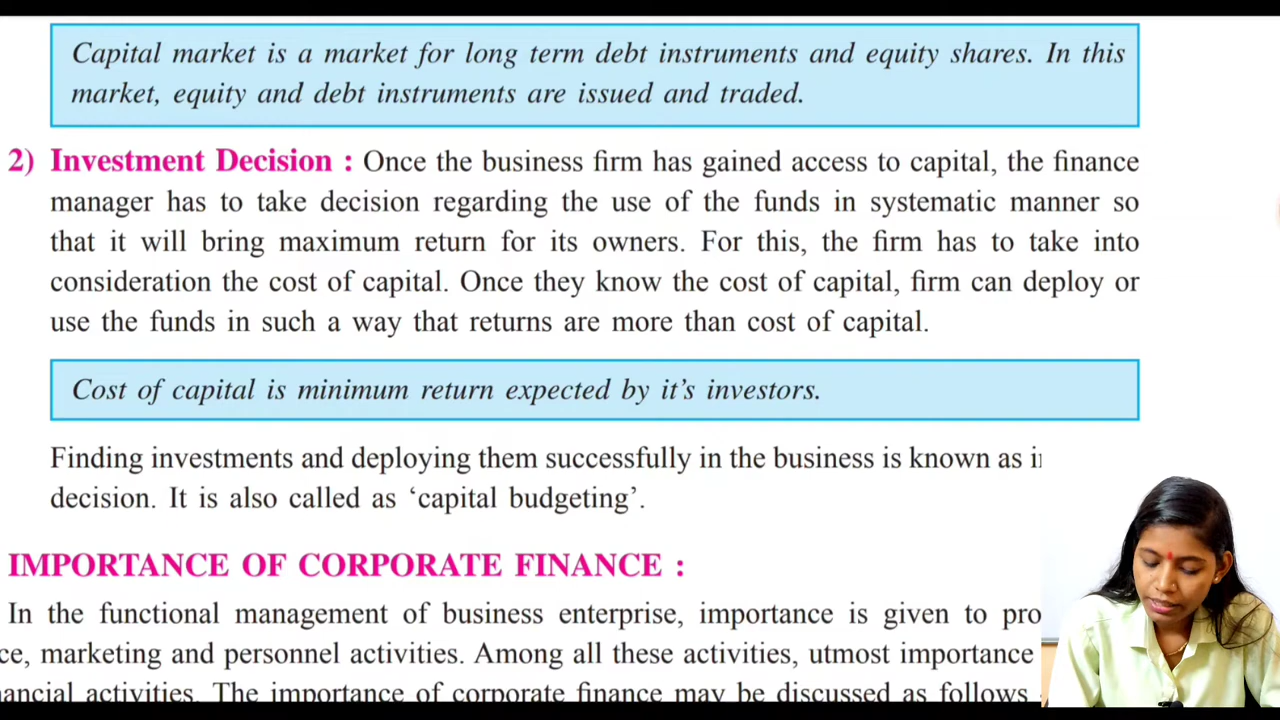 Capital market is a market for long term debt instruments and equity shares. In this
market, equity and debt instruments are issued and traded.
2) Investment Decision : Once the business firm has gained access to capital, the finance
manager has to take decision regarding the use of the funds in systematic manner so
that it will bring maximum return for its owners. For this, the firm has to take into
consideration the cost of capital. Once they know the cost of capital, firm can deploy or
use the funds in such a way that returns are more than cost of capital.
Cost of capital is minimum return expected by it's investors.
Finding investments and deploying them successfully in the business is known as
decision. It is also called as ‘capital budgeting’.
IMPORTANCE OF CORPORATE FINANCE :
In the functional management of business enterprise, importance is given to
marketing and personnel activities. Among all these activities, utmost importance
activities. The importance of corporate finance may be discussed as follows